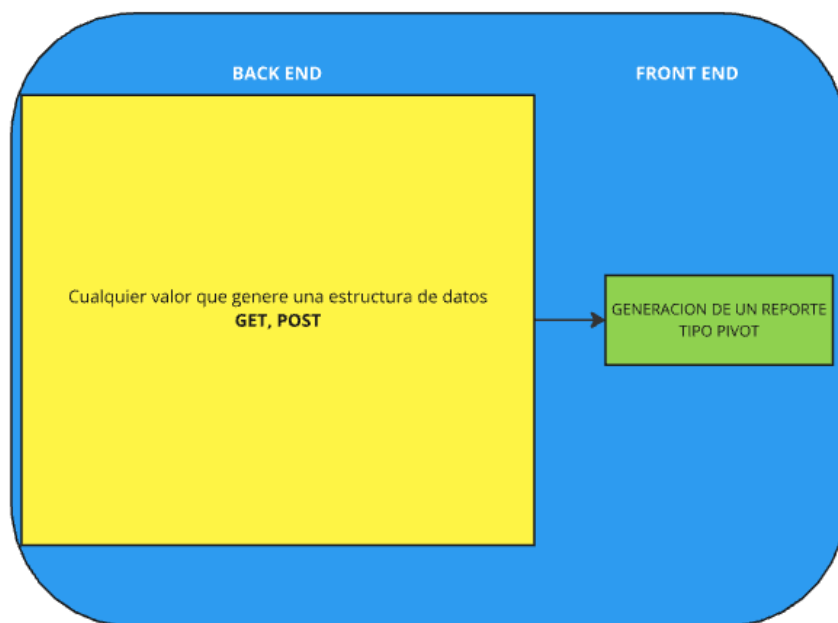 BACK END
FRONT END
Cualquier valor que genere una estructura de datos
GET, POST
GENERACION DE UN REPORTE
TIPO PIVOT